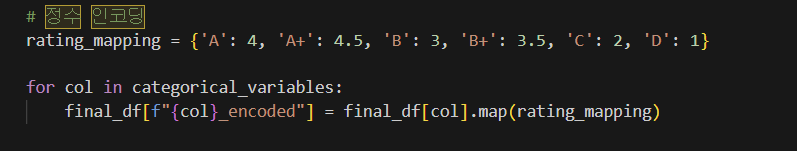 # 정수 인코딩
rating_mapping = {'A': 4, 'A+': 4.5, 'B': 3, 'B+': 3.5, 'C': 2, 'D': 1}
for col in categorical_variables:
    final_df[f"{col}_encoded"] = final_df[col].map(rating_mapping)